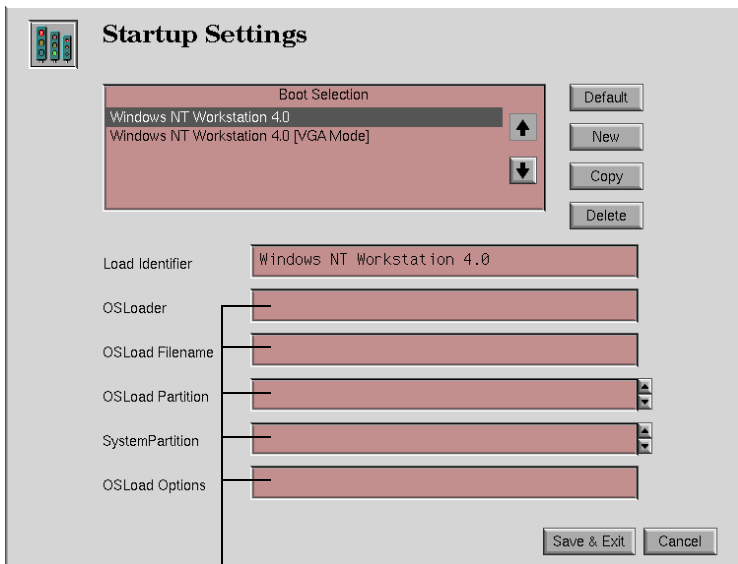 Startup Settings
Boot Selection
Windows NT Workstation 4.0
Windows NT Workstation 4.0 [VGA Mode]
Default
New
Copy
Delete
Load Identifier
Windows NT Workstation 4.0
OSLoader
OSLoad Filename
OSLoad Partition
SystemPartition
OSLoad Options
Save & Exit
Cancel